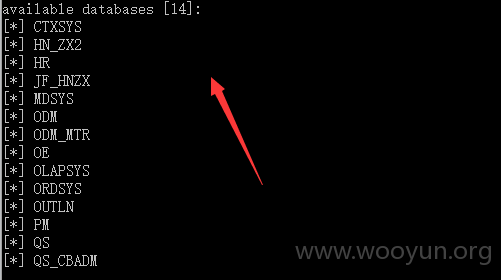 available databases [14]:
[*] CTXSYS
[*] HN_ZX2
[*] HR
[*] JF_HNZX
[*] MDSYS
[*] ODM
[*] ODM_MTR
[*] OE
[*] OLAPSYS
[*] ORDSYS
[*] OUTLN
[*] PM
[*] QS
[*] QS_CBADM
www.wooyun.org